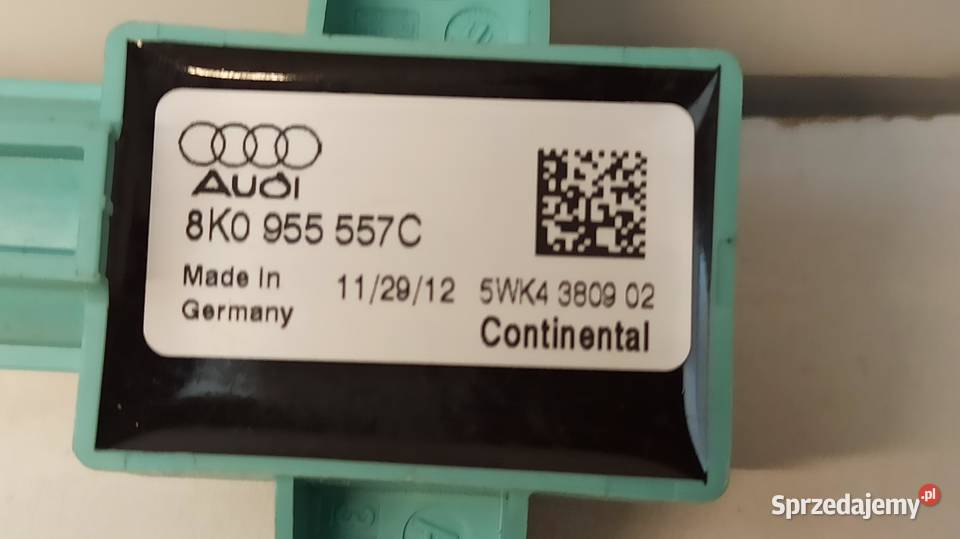 Audi
8K0 955 557C
Made in
Germany
11/29/12
5WK4 3809 02
Continental
Sprzedajemy.pl